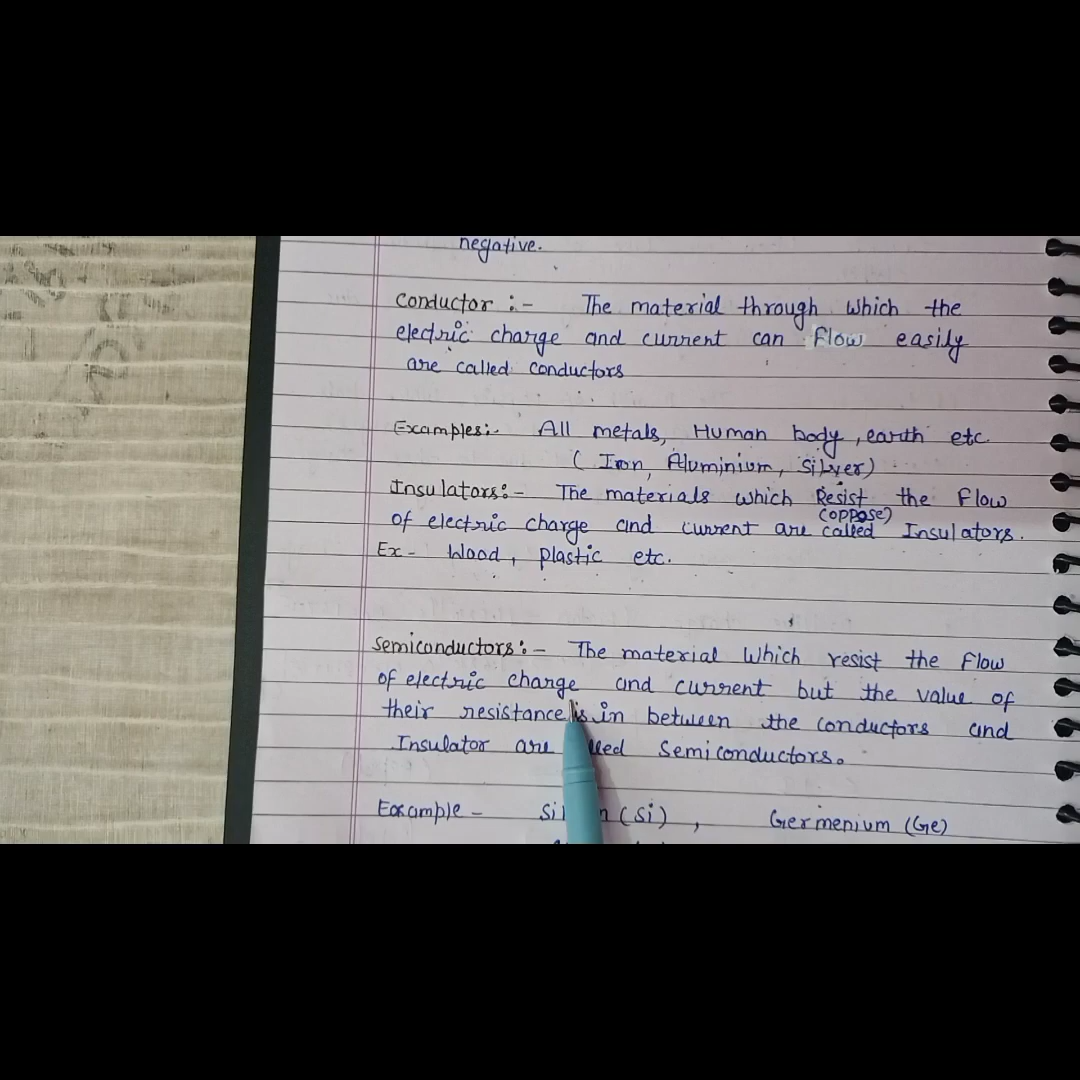 negative.
Conductor :- The material through which the
electric charge and current can flow easily
are called conductors
Examples:- All metals, Human body, earth etc
( Iron, Aluminium, Silver)
Insulators:- The materials which Resist the Flow
(oppose)
of electric charge and current are called Insulators.
Ex- Wood, plastic etc.
Semiconductors:- The material which resist the Flow
of electric charge and current but the value of
their resistance is in between the conductors and
Insulator are semiconductors.
Example - (Si), Germenium (Ge)